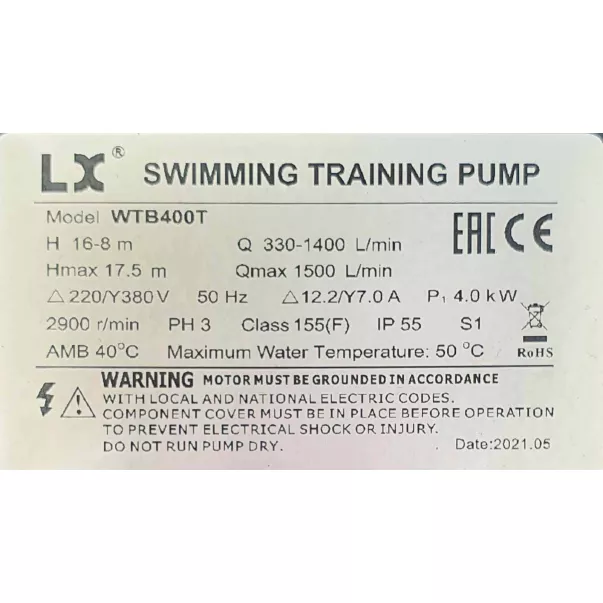 LX® SWIMMING TRAINING PUMP
Model WTB400T
H 16-8 m Q 330-1400 L/min EAC CE
Hmax 17.5 m Qmax 1500 L/min
△220/Y380V 50 Hz △12.2/Y7.0 A P₁ 4.0 kW
2900 r/min PH 3 Class 155(F) IP 55 S1
AMB 40°C Maximum Water Temperature: 50 °C RoHS
WARNING MOTOR MUST BE GROUNDED IN ACCORDANCE
WITH LOCAL AND NATIONAL ELECTRIC CODES.
COMPONENT COVER MUST BE IN PLACE BEFORE OPERATION
TO PREVENT ELECTRICAL SHOCK OR INJURY.
DO NOT RUN PUMP DRY. Date:2021.05